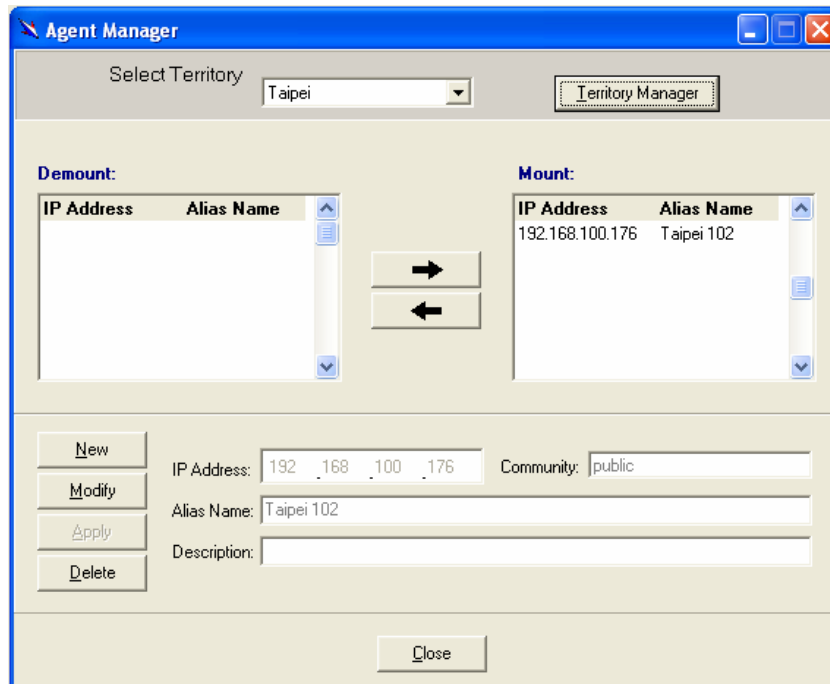 Agent Manager
Select Territory Taipei Territory Manager
Demount: Mount:
IP Address Alias Name IP Address Alias Name
192.168.100.176 Taipei 102
New
IP Address: 192 .168 .100 .176 Community: public
Modify
Alias Name: Taipei 102
Apply
Description:
Delete
Close